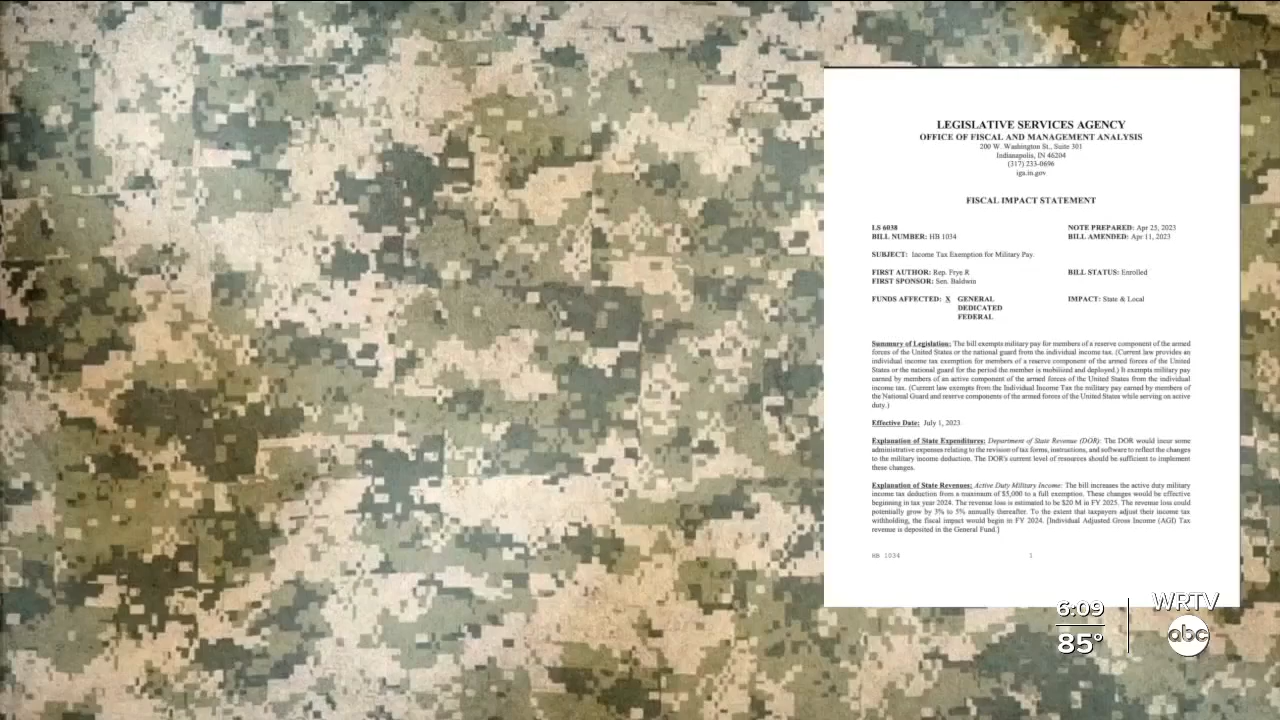 LEGISLATIVE SERVICES AGENCY
OFFICE OF FISCAL AND MANAGEMENT ANALYSIS
200 W. Washington St., Suite 301
Indianapolis, IN 46204
(317) 233-0696
iga.in.gov
FISCAL IMPACT STATEMENT
LS 6038 NOTE PREPARED: Apr 25, 2023
BILL NUMBER: HB 1034 BILL AMENDED: Apr 11, 2023
SUBJECT: Income Tax Exemption for Military Pay.
FIRST AUTHOR: Rep. Frye R BILL STATUS: Enrolled
FIRST SPONSOR: Sen. Baldwin
FUNDS AFFECTED: X GENERAL IMPACT: State & Local
DEDICATED
FEDERAL
Summary of Legislation: The bill exempts military pay for members of a reserve component of the armed
forces of the United States or the national guard from the individual income tax. (Current law provides an
individual income tax exemption for members of a reserve component of the armed forces of the United
States or the national guard for the period the member is mobilized and deployed.) It exempts military pay
earned by members of an active component of the armed forces of the United States from the individual
income tax. (Current law exempts from the Individual Income Tax the military pay earned by members of
the National Guard and reserve components of the armed forces of the United States while serving on active
duty.)
Effective Date: July 1, 2023.
Explanation of State Expenditures: Department of State Revenue (DOR): The DOR would incur some
administrative expenses relating to the revision of tax forms, instructions, and software to reflect the changes
to the military income deduction. The DOR's current level of resources should be sufficient to implement
these changes.
Explanation of State Revenues: Active Duty Military Income: The bill increases the active duty military
income tax deduction from a maximum of $5,000 to a full exemption. These changes would be effective
beginning in tax year 2024. The revenue loss is estimated to be $20 M in FY 2025. The revenue loss could
potentially grow by 3% to 5% annually thereafter. To the extent that taxpayers adjust their income tax
withholding, the fiscal impact would begin in FY 2024. [Individual Adjusted Gross Income (AGI) Tax
revenue is deposited in the General Fund.]
HB 1034 1
6:09
85°
WRTV
abc